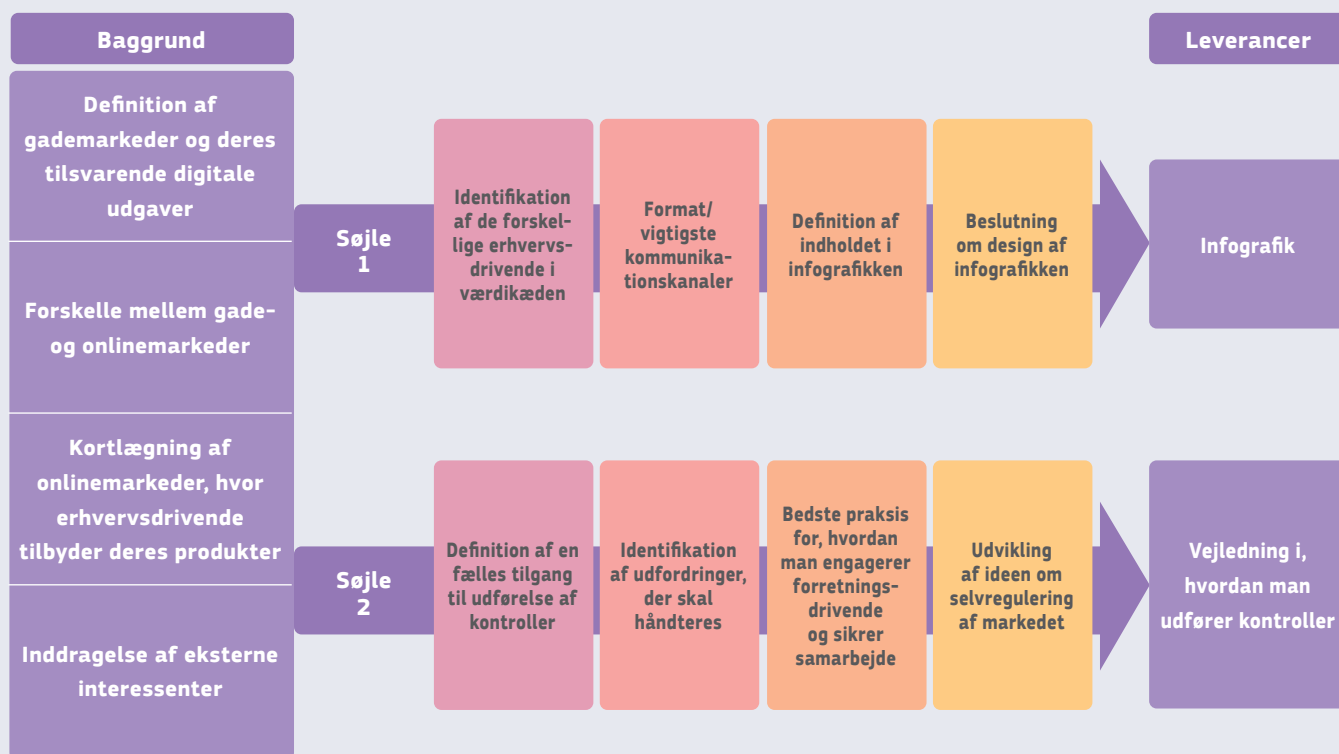 Baggrund
Definition af
gademarkeder og deres
tilsvarende digitale
udgaver
Forskelle mellem gade-
og onlinemarkeder
Kortlægning af
onlinemarkeder, hvor
erhvervsdrivende
tilbyder deres produkter
Inddragelse af eksterne
interessenter
Søjle
1
Identifikation
af de forskel-
lige erhvervs-
drivende i
værdikæden
Format/
vigtigste
kommunika-
tionskanaler
Definition af
indholdet i
infografikken
Beslutning
om design af
infografikken
Søjle
2
Definition af en
fælles tilgang
til udførelse af
kontroller
Identifikation
af udfordringer,
der skal
håndteres
Bedste praksis
for, hvordan
man engagerer
forretnings-
drivende
og sikrer
samarbejde
Udvikling
af ideen om
selvregulering
af markedet
Leverancer
Infografik
Vejledning i,
hvordan man
udfører kontroller